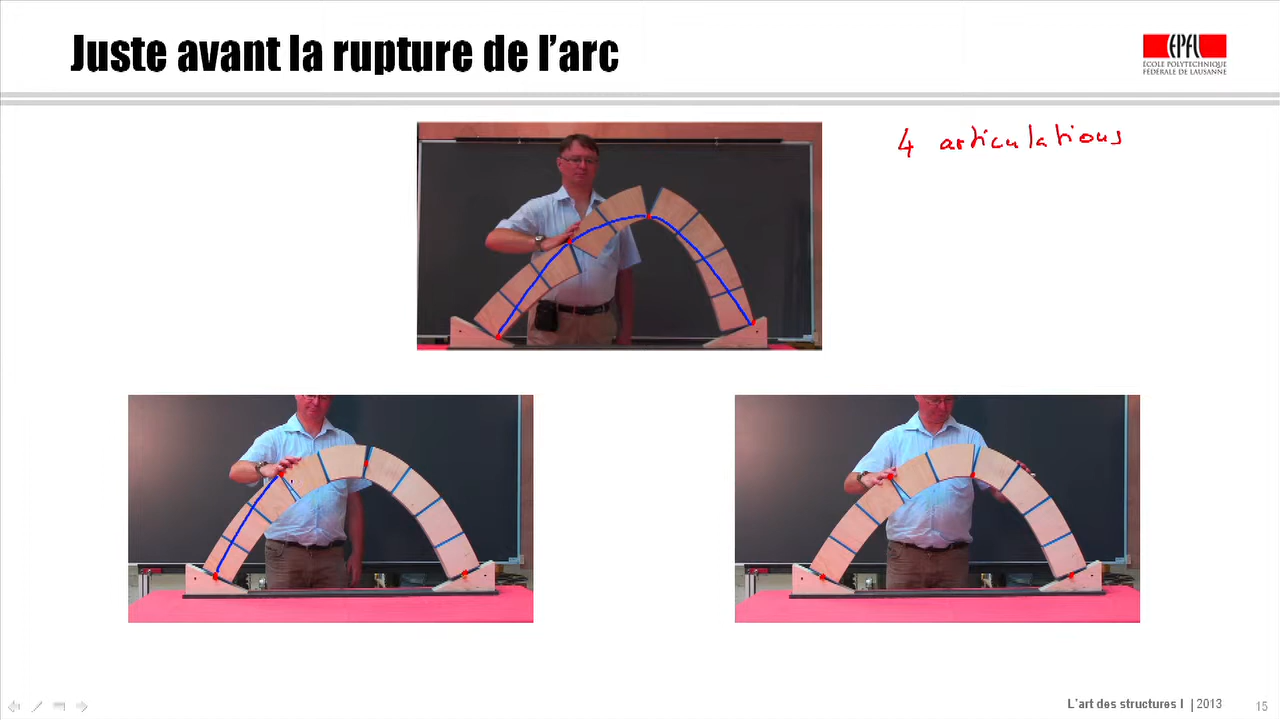 Juste avant la rupture de l'arc
EPFL
ÉCOLE POLYTECHNIQUE
FÉDÉRALE DE LAUSANNE
4 articulations
L'art des structures I | 2013
15